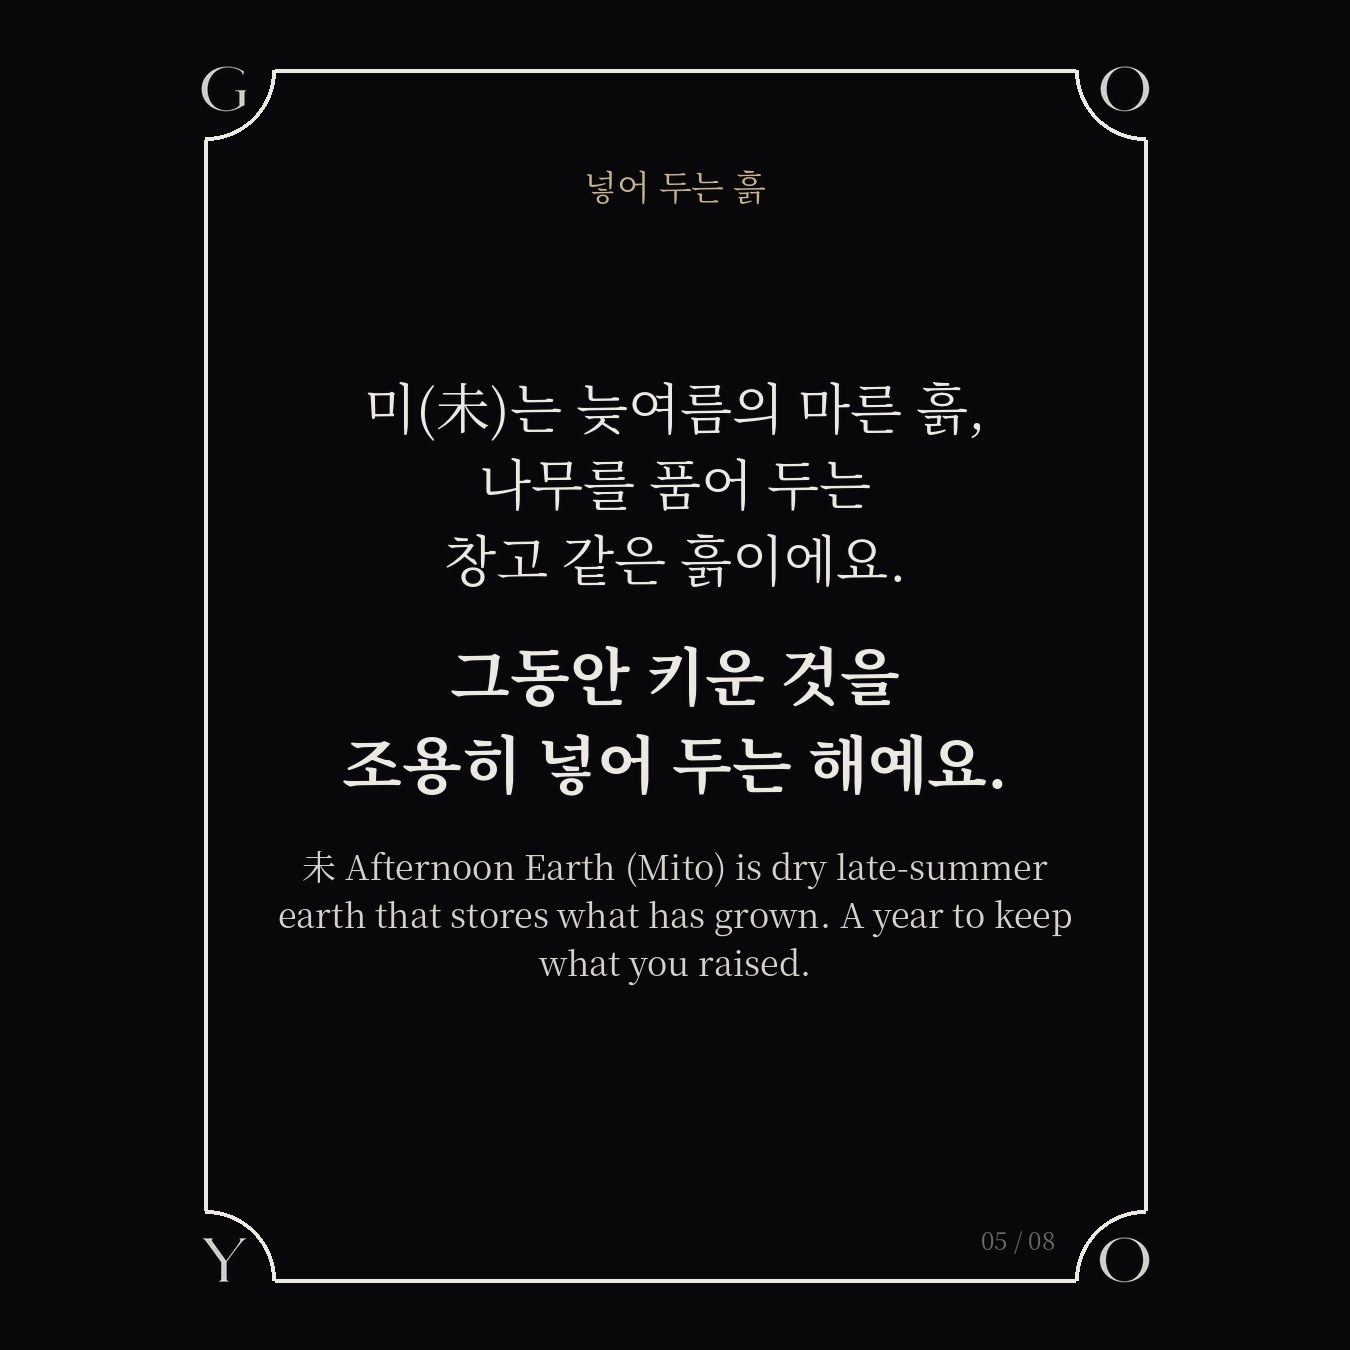 G O
넣어 두는 흙
미(未)는 늦여름의 마른 흙,
나무를 품어 두는
창고 같은 흙이에요.
그동안 키운 것을
조용히 넣어 두는 해예요.
未 Afternoon Earth (Mito) is dry late-summer
earth that stores what has grown. A year to keep
what you raised.
05 / 08
Y O